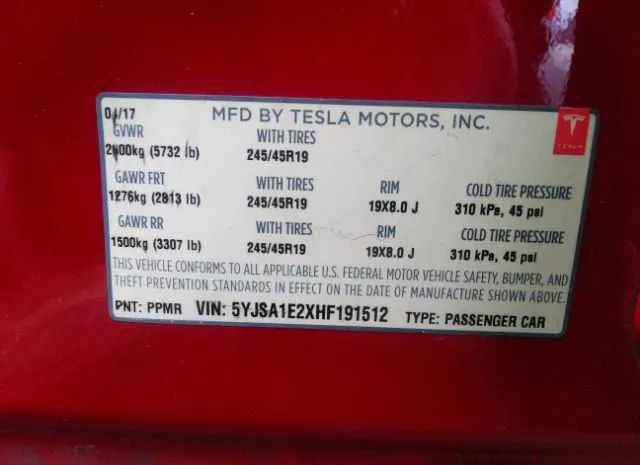 04/17
MFD BY TESLA MOTORS, INC.
TESLA
GVWR WITH TIRES
2600kg (5732 lb) 245/45R19
GAWR FRT WITH TIRES RIM COLD TIRE PRESSURE
1276kg (2813 lb) 245/45R19 19X8.0 J 310 kPa, 45 psi
GAWR RR WITH TIRES RIM COLD TIRE PRESSURE
1500kg (3307 lb) 245/45R19 19X8.0 J 310 kPa, 45 psi
THIS VEHICLE CONFORMS TO ALL APPLICABLE U.S. FEDERAL MOTOR VEHICLE SAFETY, BUMPER, AND
THEFT PREVENTION STANDARDS IN EFFECT ON THE DATE OF MANUFACTURE SHOWN ABOVE.
PNT: PPMR VIN: 5YJSA1E2XHF191512 TYPE: PASSENGER CAR